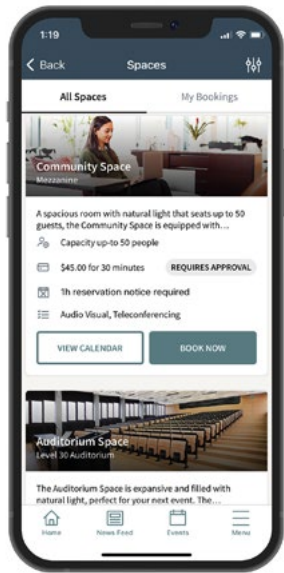 1:19
Back
Spaces
All Spaces
My Bookings
Community Space
Mezzanine
A spacious room with natural light that seats up to 50
guests, the Community Space is equipped with...
Capacity up-to 50 people
$45.00 for 30 minutes
REQUIRES APPROVAL
1h reservation notice required
Audio Visual, Teleconferencing
VIEW CALENDAR
BOOK NOW
Auditorium Space
Level 30 Auditorium
The Auditorium Space is expansive and filled with
natural light, perfect for your next event. The...
Home
News Feed
Events
Menu